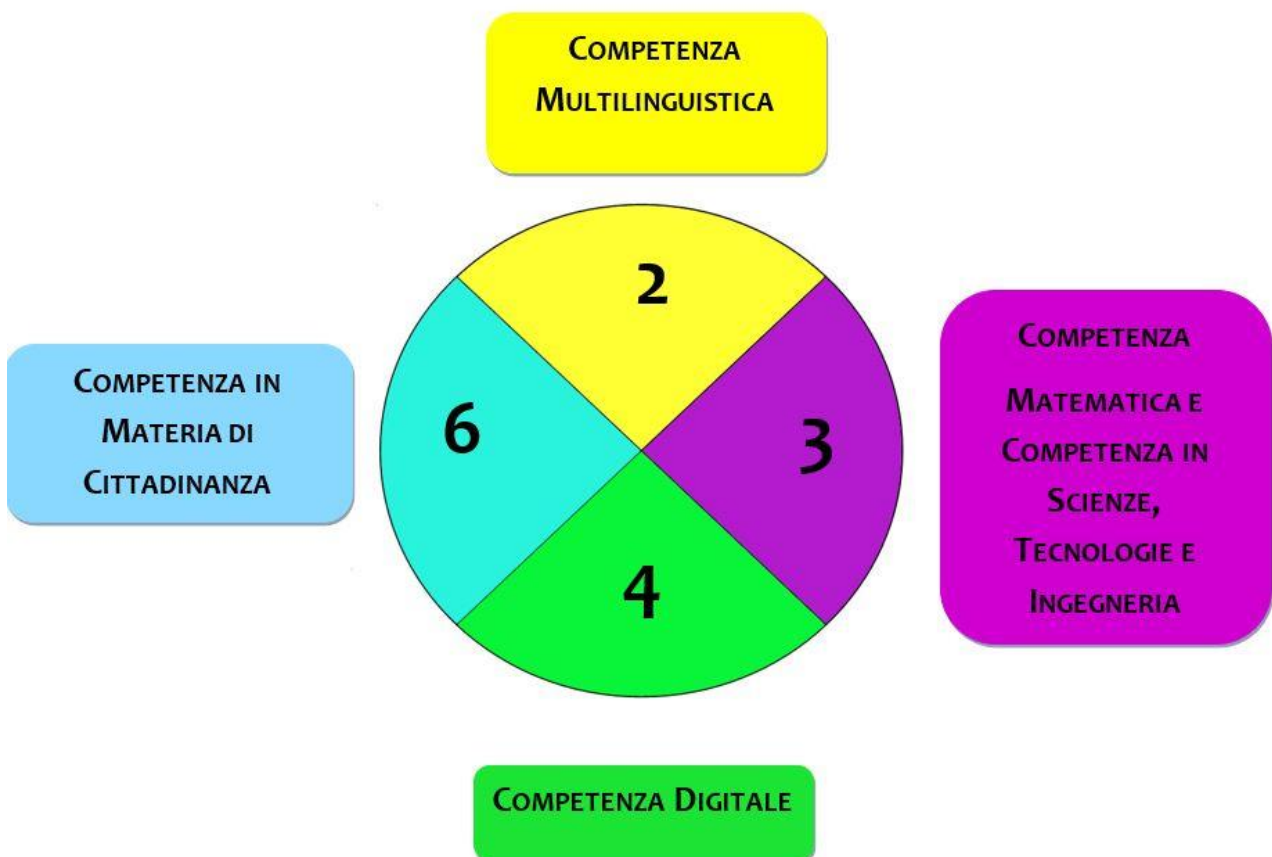 COMPETENZA
MULTILINGUISTICA
2
COMPETENZA IN
MATERIA DI
CITTADINANZA
6
3
COMPETENZA
MATEMATICA E
COMPETENZA IN
SCIENZE,
TECNOLOGIE E
INGEGNERIA
4
COMPETENZA DIGITALE